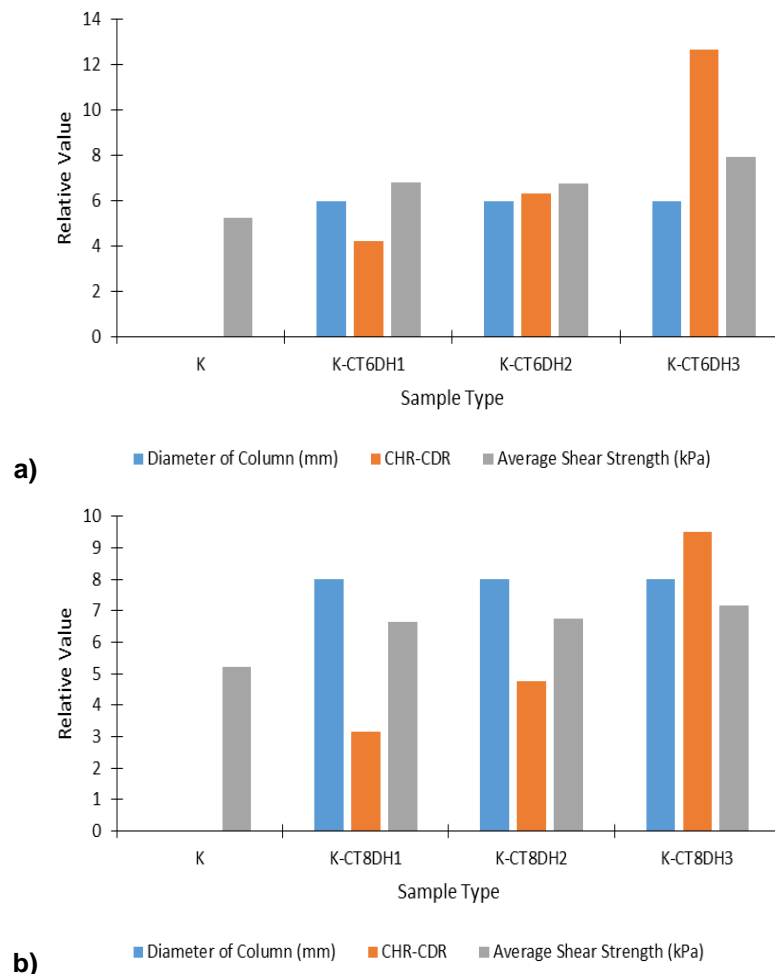 14
12
10
8
6
4
2
0
Relative Value
K K-CT6DH1 K-CT6DH2 K-CT6DH3
Sample Type
a) Diameter of Column (mm) CHR-CDR Average Shear Strength (kPa)
10
9
8
7
6
5
4
3
2
1
0
Relative Value
K K-CT8DH1 K-CT8DH2 K-CT8DH3
Sample Type
b) Diameter of Column (mm) CHR-CDR Average Shear Strength (kPa)